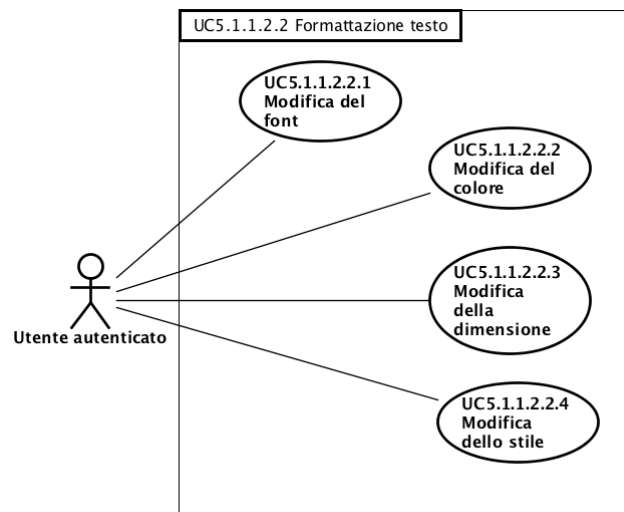 UC5.1.1.2.2 Formattazione testo
UC5.1.1.2.2.1
Modifica del
font
UC5.1.1.2.2.2
Modifica del
colore
UC5.1.1.2.2.3
Modifica
della
dimensione
Utente autenticato
UC5.1.1.2.2.4
Modifica
dello stile